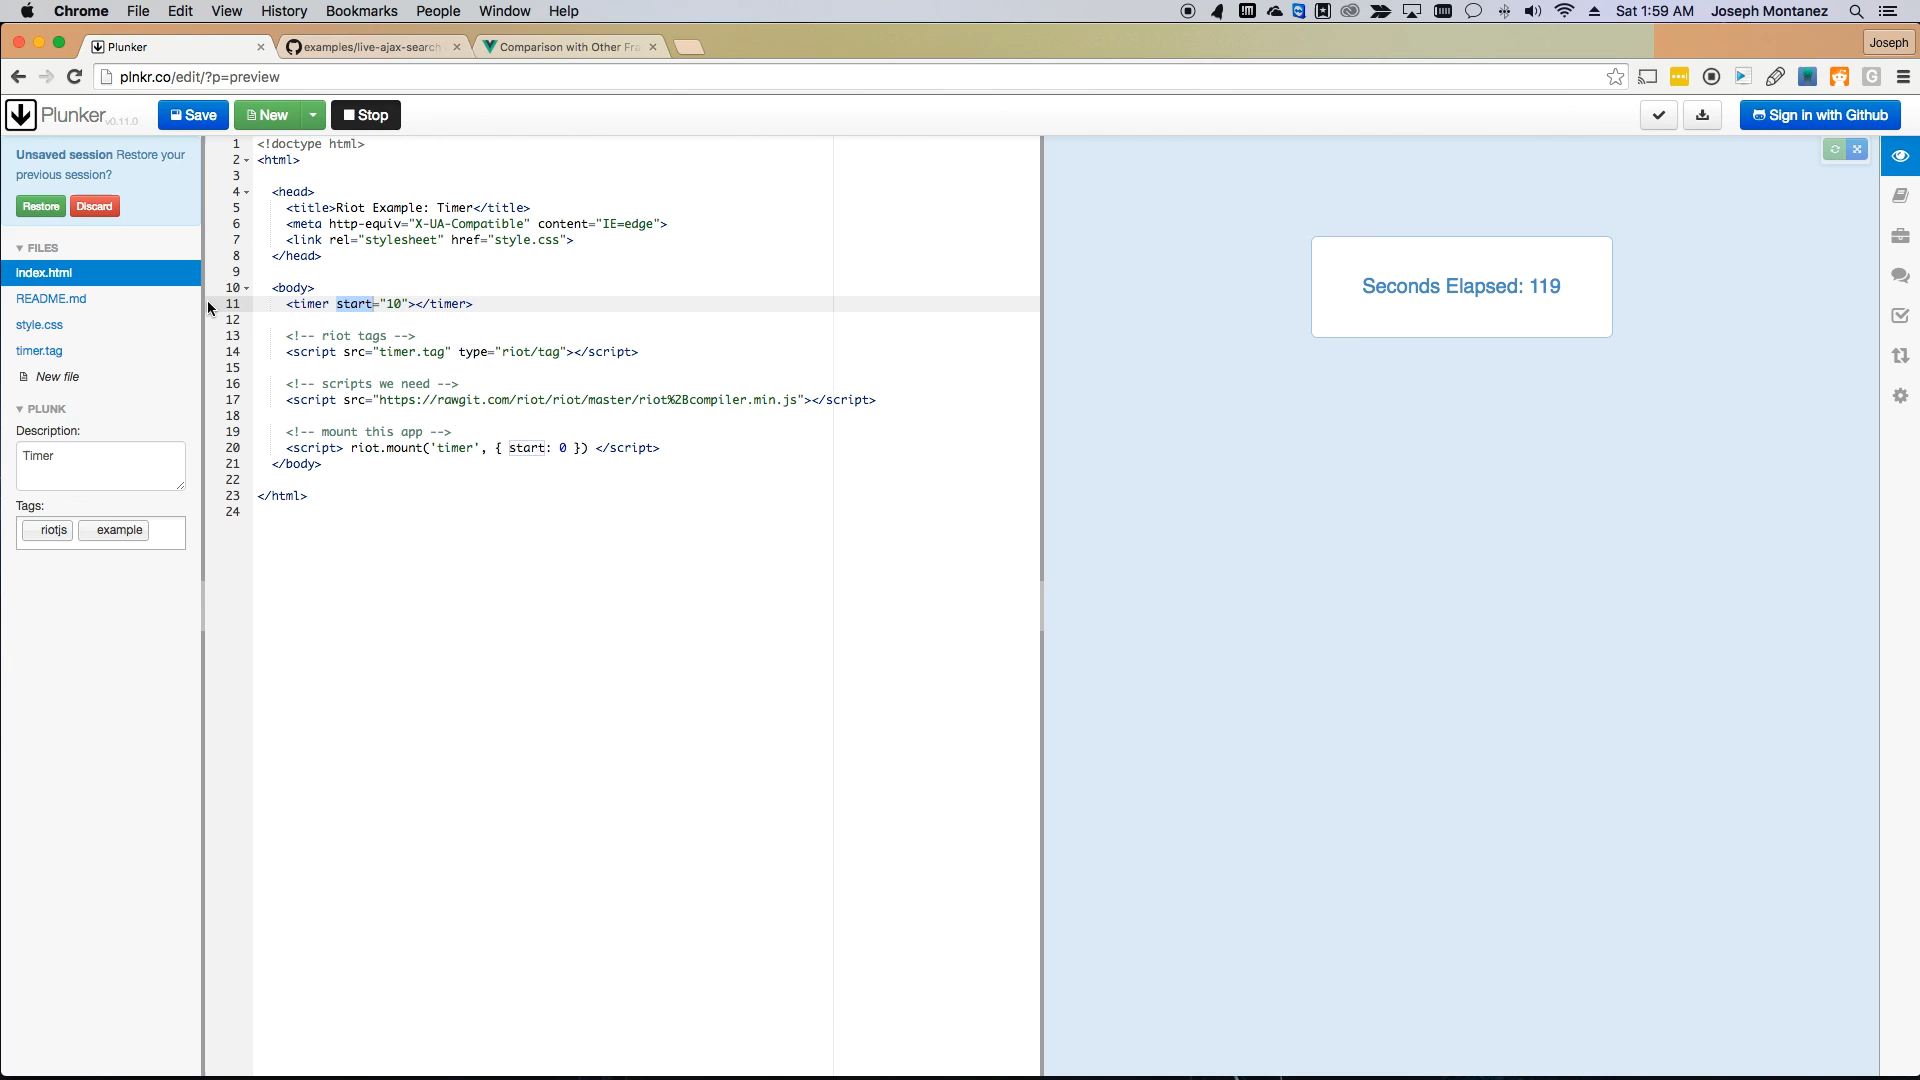 Chrome File Edit View History Bookmarks People Window Help Sat 1:59 AM Joseph Montanez
Plunker examples/live-ajax-search Comparison with Other Fra Joseph
plnkr.co/edit/?p=preview
Plunker v0.11.0 Save New Stop Sign in with Github
Unsaved session Restore your
previous session?
Restore Discard
FILES
index.html
README.md
style.css
timer.tag
New file
PLUNK
Description:
Timer
Tags:
riotjs example
1 <!doctype html>
2 <html>
3
4 <head>
5 <title>Riot Example: Timer</title>
6 <meta http-equiv="X-UA-Compatible" content="IE=edge">
7 <link rel="stylesheet" href="style.css">
8 </head>
9
10 <body>
11 <timer start="10"></timer>
12
13 <!-- riot tags -->
14 <script src="timer.tag" type="riot/tag"></script>
15
16 <!-- scripts we need -->
17 <script src="https://rawgit.com/riot/riot/master/riot%2Bcompiler.min.js"></script>
18
19 <!-- mount this app -->
20 <script> riot.mount('timer', { start: 0 }) </script>
21 </body>
22
23 </html>
24
Seconds Elapsed: 119